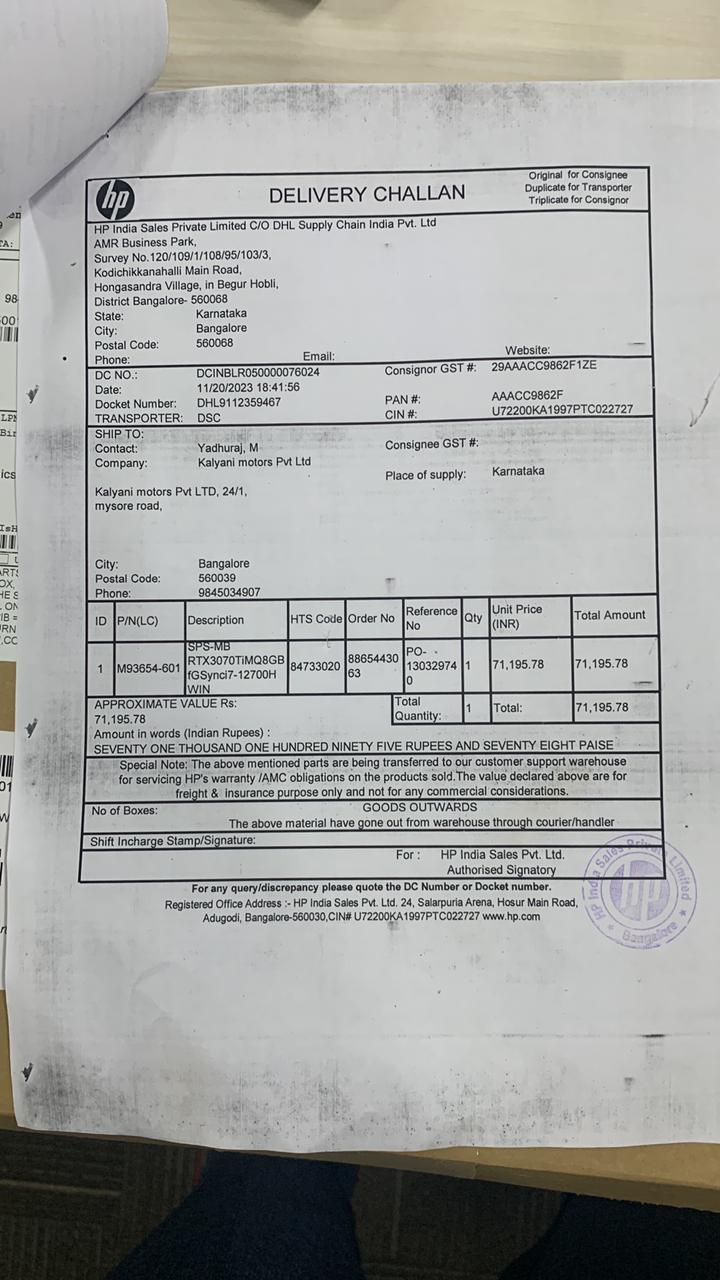 hp
DELIVERY CHALLAN
Original for Consignee
Duplicate for Transporter
Triplicate for Consignor
HP India Sales Private Limited C/O DHL Supply Chain India Pvt. Ltd
AMR Business Park,
Survey No.120/109/1/108/95/103/3,
Kodichikkanahalli Main Road,
Hongasandra Village, in Begur Hobli,
District Bangalore- 560068
State: Karnataka
City: Bangalore
Postal Code: 560068
Phone: Email: Website:
DC NO.: DCINBLR050000076024 Consignor GST #: 29AAACC9862F1ZE
Date: 11/20/2023 18:41:56
Docket Number: DHL9112359467 PAN #: AAACC9862F
TRANSPORTER: DSC CIN #: U72200KA1997PTC022727
SHIP TO:
Contact: Yadhuraj, M Consignee GST #:
Company: Kalyani motors Pvt Ltd
Place of supply: Karnataka
Kalyani motors Pvt LTD, 24/1,
mysore road,
City: Bangalore
Postal Code: 560039
Phone: 9845034907
ID P/N(LC) Description HTS Code Order No Reference No Qty Unit Price (INR) Total Amount
1 M93654-601 SPS-MB RTX3070TiMQ8GB fGSynci7-12700H WIN 84733020 8865443063 PO-130329740 1 71,195.78 71,195.78
APPROXIMATE VALUE Rs: Total Quantity: 1 Total: 71,195.78
71,195.78
Amount in words (Indian Rupees) :
SEVENTY ONE THOUSAND ONE HUNDRED NINETY FIVE RUPEES AND SEVENTY EIGHT PAISE
Special Note: The above mentioned parts are being transferred to our customer support warehouse
for servicing HP's warranty /AMC obligations on the products sold.The value declared above are for
freight & insurance purpose only and not for any commercial considerations.
No of Boxes: GOODS OUTWARDS
The above material have gone out from warehouse through courier/handler
Shift Incharge Stamp/Signature:
For : HP India Sales Pvt. Ltd.
Authorised Signatory
For any query/discrepancy please quote the DC Number or Docket number.
Registered Office Address :- HP India Sales Pvt. Ltd. 24, Salarpuria Arena, Hosur Main Road,
Adugodi, Bangalore-560030,CIN# U72200KA1997PTC022727 www.hp.com
HP India Sales Private Limited
hp
* Bangalore *